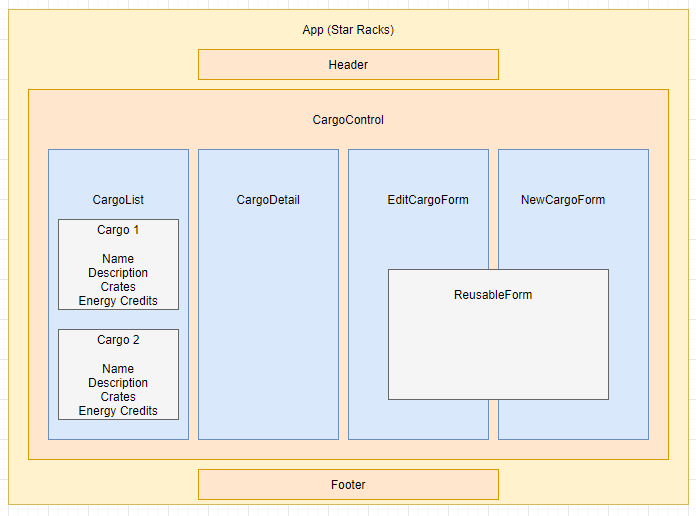 App (Star Racks)
Header
CargoControl
CargoList
CargoDetail
EditCargoForm
NewCargoForm
Cargo 1
Name
Description
Crates
Energy Credits
ReusableForm
Cargo 2
Name
Description
Crates
Energy Credits
Footer